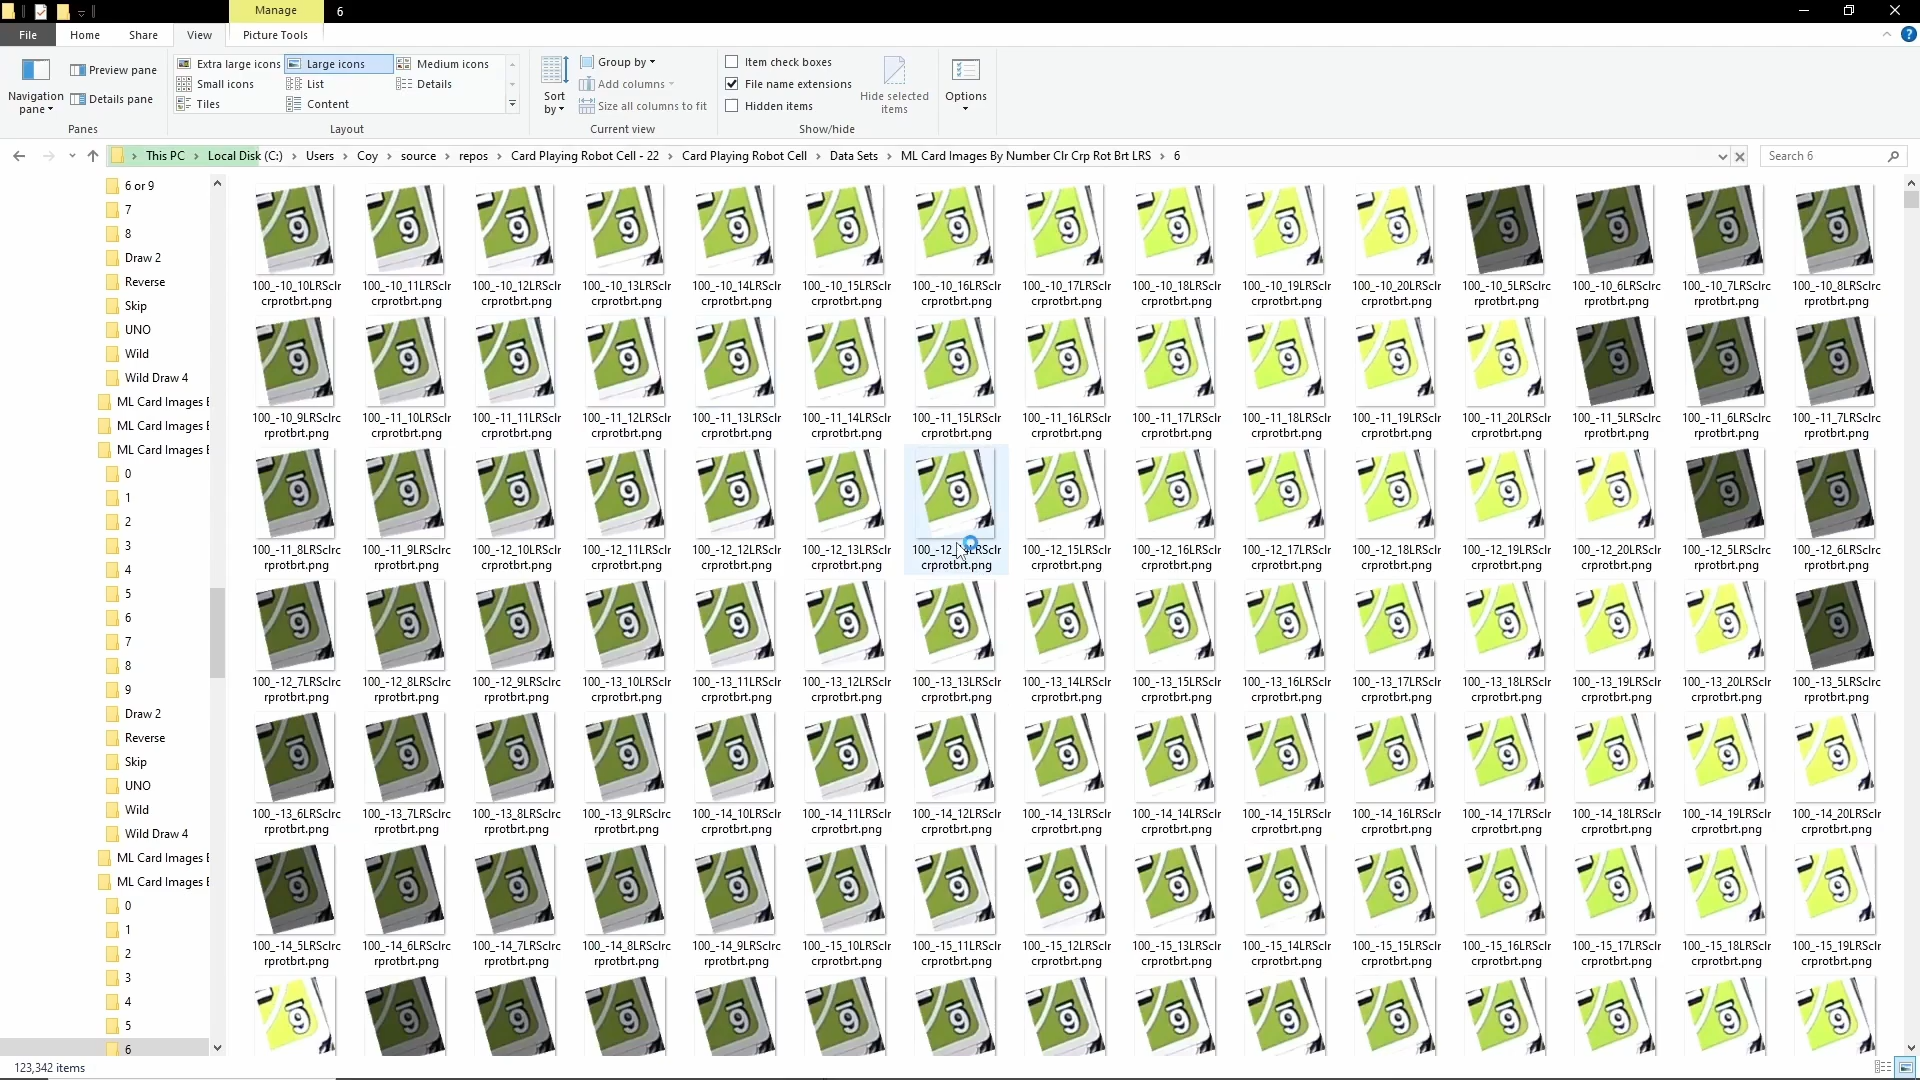 Manage
6
File
Home
Share
View
Picture Tools
Navigation pane
Preview pane
Details pane
Panes
Extra large icons
Large icons
Medium icons
Small icons
List
Details
Tiles
Content
Layout
Sort by
Group by
Add columns
Size all columns to fit
Current view
Item check boxes
File name extensions
Hidden items
Hide selected items
Show/hide
Options
This PC > Local Disk (C:) > Users > Coy > source > repos > Card Playing Robot Cell - 22 > Card Playing Robot Cell > Data Sets > ML Card Images By Number Clr Crp Rot Brt LRS > 6
Search 6
6 or 9
7
8
Draw 2
Reverse
Skip
UNO
Wild
Wild Draw 4
ML Card Images
ML Card Images
ML Card Images
0
1
2
3
4
5
6
7
8
9
Draw 2
Reverse
Skip
UNO
Wild
Wild Draw 4
ML Card Images
ML Card Images
0
1
2
3
4
5
6
100_-10_10LRSclrcrprotbrt.png
100_-10_11LRSclrcrprotbrt.png
100_-10_12LRSclrcrprotbrt.png
100_-10_13LRSclrcrprotbrt.png
100_-10_14LRSclrcrprotbrt.png
100_-10_15LRSclrcrprotbrt.png
100_-10_16LRSclrcrprotbrt.png
100_-10_17LRSclrcrprotbrt.png
100_-10_18LRSclrcrprotbrt.png
100_-10_19LRSclrcrprotbrt.png
100_-10_20LRSclrcrprotbrt.png
100_-10_5LRSclrcrprotbrt.png
100_-10_6LRSclrcrprotbrt.png
100_-10_7LRSclrcrprotbrt.png
100_-10_8LRSclrcrprotbrt.png
100_-10_9LRSclrcrprotbrt.png
100_-11_10LRSclrcrprotbrt.png
100_-11_11LRSclrcrprotbrt.png
100_-11_12LRSclrcrprotbrt.png
100_-11_13LRSclrcrprotbrt.png
100_-11_14LRSclrcrprotbrt.png
100_-11_15LRSclrcrprotbrt.png
100_-11_16LRSclrcrprotbrt.png
100_-11_17LRSclrcrprotbrt.png
100_-11_18LRSclrcrprotbrt.png
100_-11_19LRSclrcrprotbrt.png
100_-11_20LRSclrcrprotbrt.png
100_-11_5LRSclrcrprotbrt.png
100_-11_6LRSclrcrprotbrt.png
100_-11_7LRSclrcrprotbrt.png
100_-11_8LRSclrcrprotbrt.png
100_-11_9LRSclrcrprotbrt.png
100_-12_10LRSclrcrprotbrt.png
100_-12_11LRSclrcrprotbrt.png
100_-12_12LRSclrcrprotbrt.png
100_-12_13LRSclrcrprotbrt.png
100_-12_15LRSclrcrprotbrt.png
100_-12_16LRSclrcrprotbrt.png
100_-12_17LRSclrcrprotbrt.png
100_-12_18LRSclrcrprotbrt.png
100_-12_19LRSclrcrprotbrt.png
100_-12_20LRSclrcrprotbrt.png
100_-12_5LRSclrcrprotbrt.png
100_-12_6LRSclrcrprotbrt.png
100_-12_7LRSclrcrprotbrt.png
100_-12_8LRSclrcrprotbrt.png
100_-12_9LRSclrcrprotbrt.png
100_-13_10LRSclrcrprotbrt.png
100_-13_11LRSclrcrprotbrt.png
100_-13_12LRSclrcrprotbrt.png
100_-13_13LRSclrcrprotbrt.png
100_-13_14LRSclrcrprotbrt.png
100_-13_15LRSclrcrprotbrt.png
100_-13_16LRSclrcrprotbrt.png
100_-13_17LRSclrcrprotbrt.png
100_-13_18LRSclrcrprotbrt.png
100_-13_19LRSclrcrprotbrt.png
100_-13_20LRSclrcrprotbrt.png
100_-13_5LRSclrcrprotbrt.png
100_-13_6LRSclrcrprotbrt.png
100_-13_7LRSclrcrprotbrt.png
100_-13_8LRSclrcrprotbrt.png
100_-13_9LRSclrcrprotbrt.png
100_-14_10LRSclrcrprotbrt.png
100_-14_11LRSclrcrprotbrt.png
100_-14_12LRSclrcrprotbrt.png
100_-14_13LRSclrcrprotbrt.png
100_-14_14LRSclrcrprotbrt.png
100_-14_15LRSclrcrprotbrt.png
100_-14_16LRSclrcrprotbrt.png
100_-14_17LRSclrcrprotbrt.png
100_-14_18LRSclrcrprotbrt.png
100_-14_19LRSclrcrprotbrt.png
100_-14_20LRSclrcrprotbrt.png
100_-14_5LRSclrcrprotbrt.png
100_-14_6LRSclrcrprotbrt.png
100_-14_7LRSclrcrprotbrt.png
100_-14_8LRSclrcrprotbrt.png
100_-14_9LRSclrcrprotbrt.png
100_-15_10LRSclrcrprotbrt.png
100_-15_11LRSclrcrprotbrt.png
100_-15_12LRSclrcrprotbrt.png
100_-15_13LRSclrcrprotbrt.png
100_-15_14LRSclrcrprotbrt.png
100_-15_15LRSclrcrprotbrt.png
100_-15_16LRSclrcrprotbrt.png
100_-15_17LRSclrcrprotbrt.png
100_-15_18LRSclrcrprotbrt.png
100_-15_19LRSclrcrprotbrt.png
123,342 items